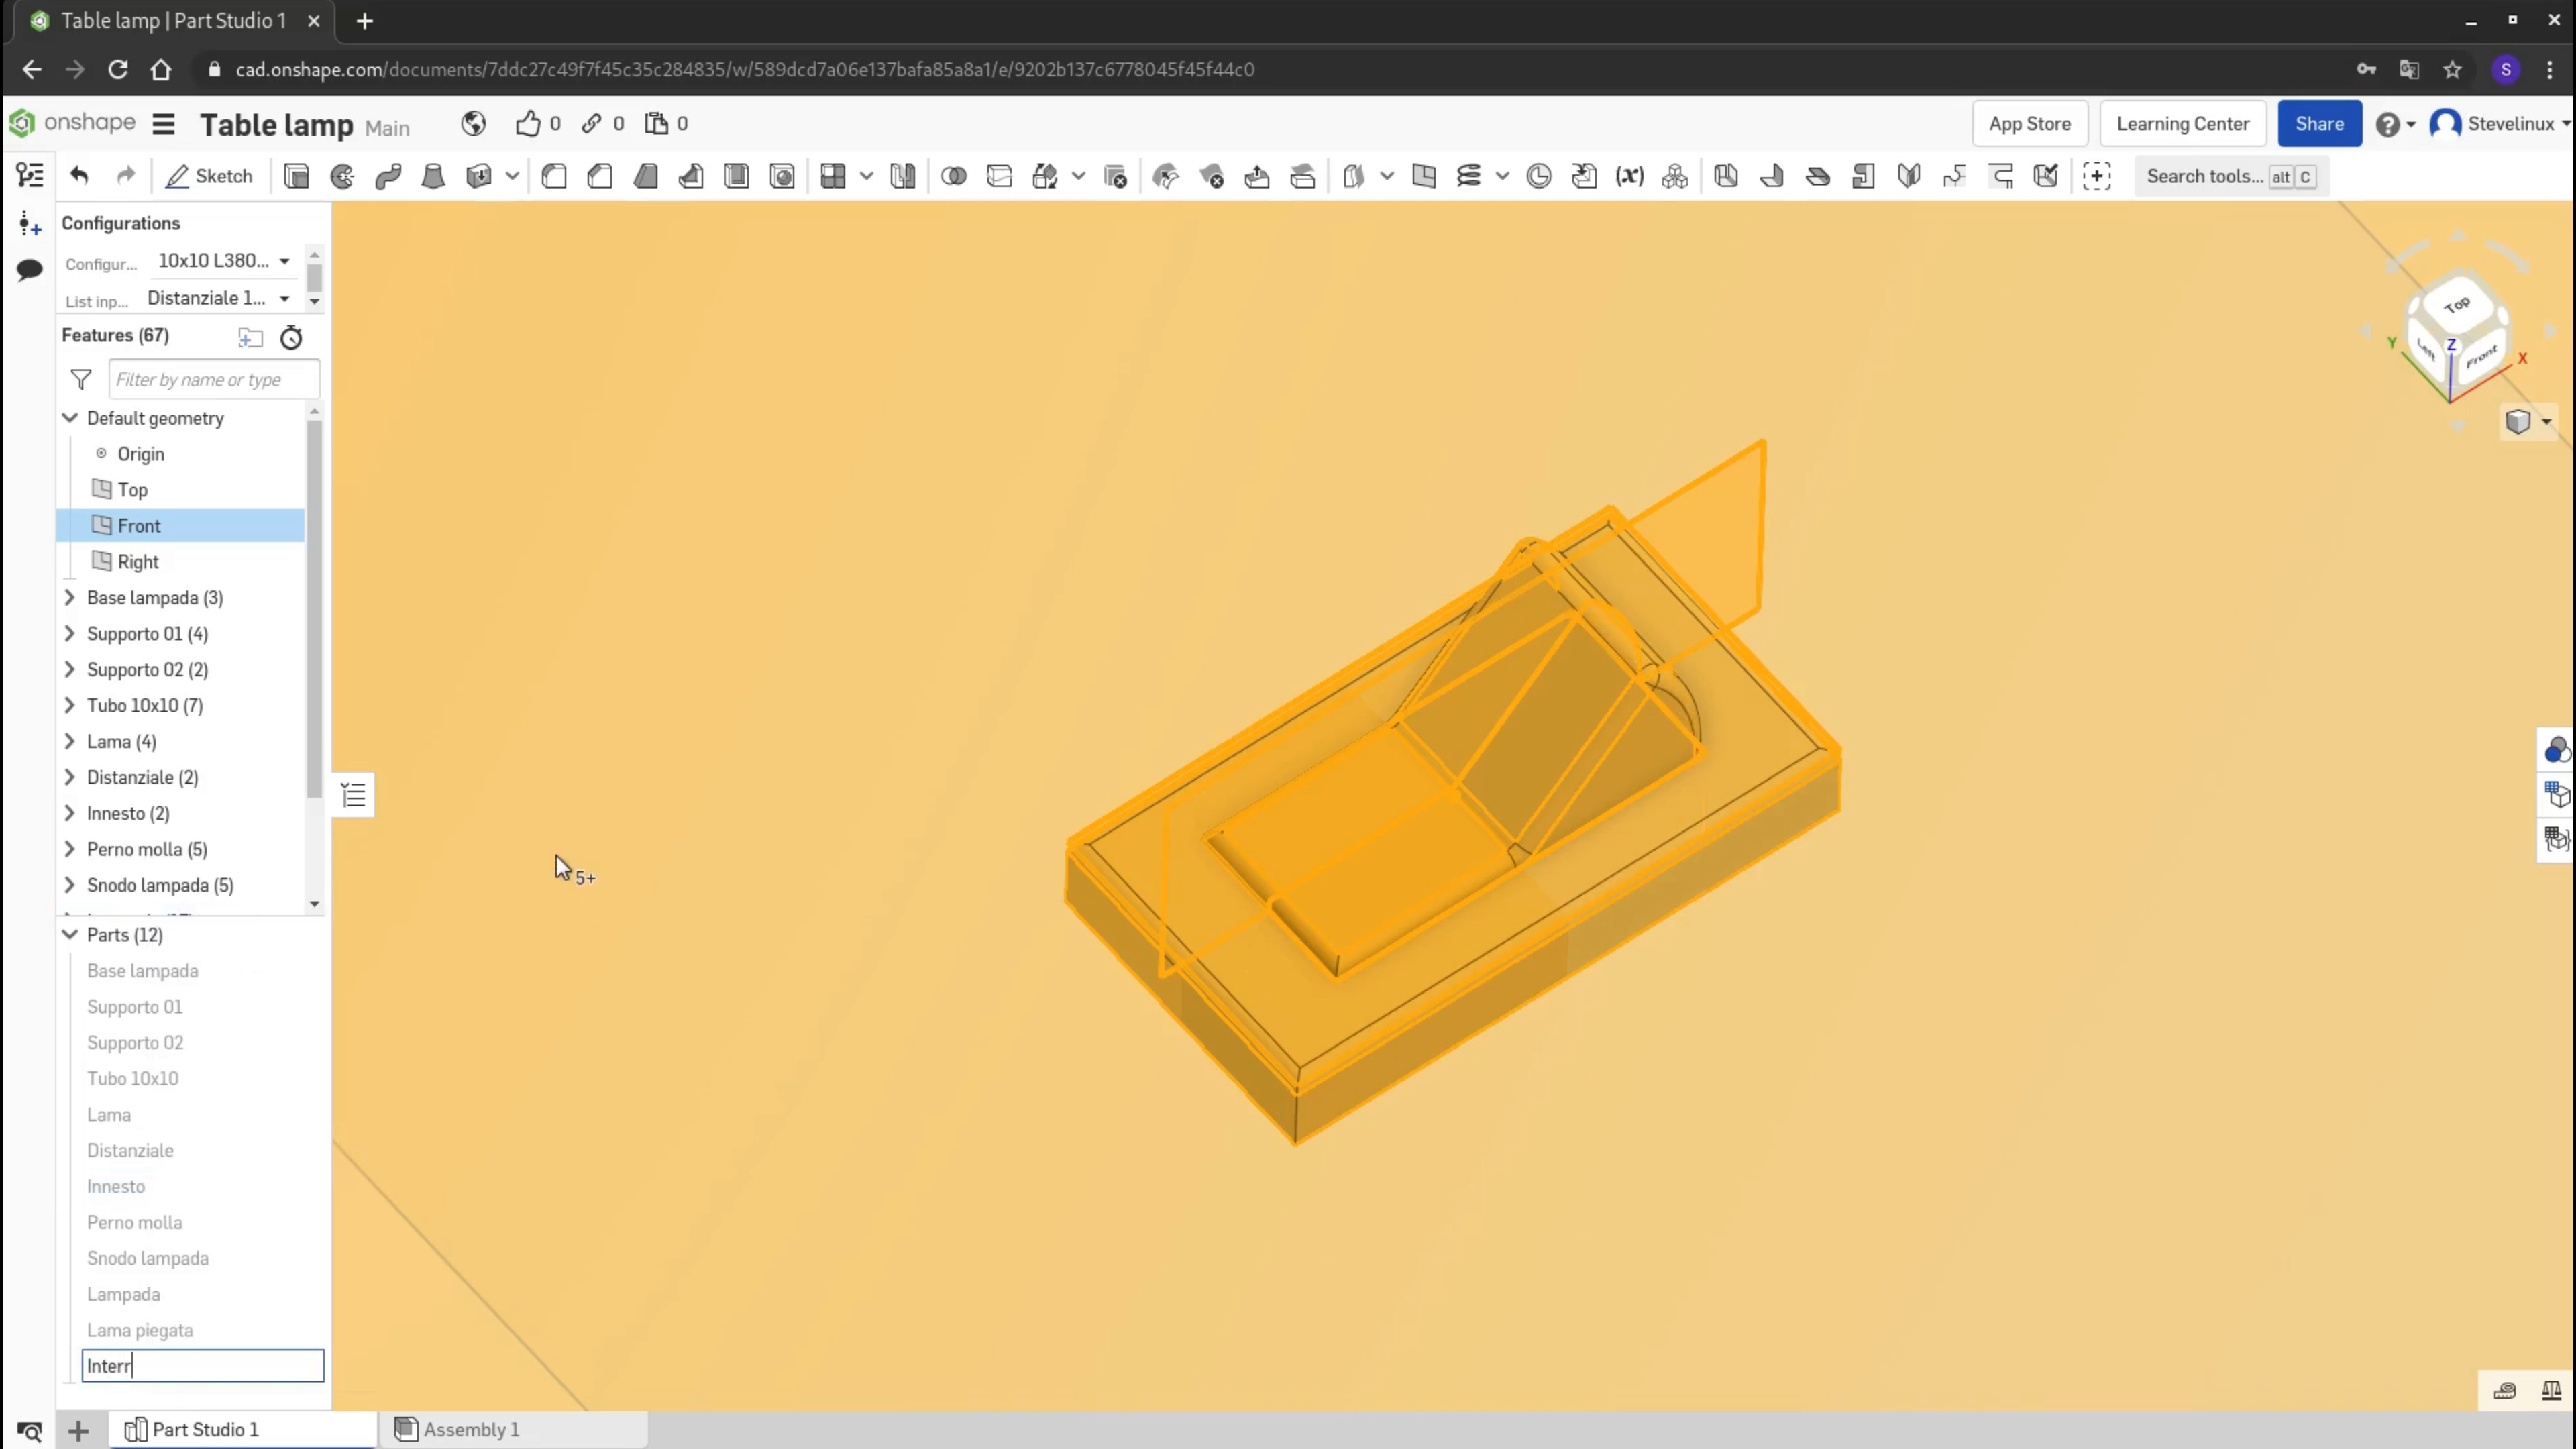 Table lamp | Part Studio 1
cad.onshape.com/documents/7ddc27c49f7f45c35c284835/w/589dcd7a06e137bafa85a8a1/e/9202b137c6778045f45f44c0
S
onshape
Table lamp Main
0 0 0
App Store
Learning Center
Share
Stevelinux
Sketch
(x)
Search tools... alt C
Configurations
Configur... 10x10 L380...
List inp... Distanziale 1...
Features (67)
Filter by name or type
Default geometry
Origin
Top
Front
Right
Base lampada (3)
Supporto 01 (4)
Supporto 02 (2)
Tubo 10x10 (7)
Lama (4)
Distanziale (2)
Innesto (2)
Perno molla (5)
Snodo lampada (5)
Parts (12)
Base lampada
Supporto 01
Supporto 02
Tubo 10x10
Lama
Distanziale
Innesto
Perno molla
Snodo lampada
Lampada
Lama piegata
Interr
5+
Top
Left
Front
Y
Z
X
Part Studio 1
Assembly 1